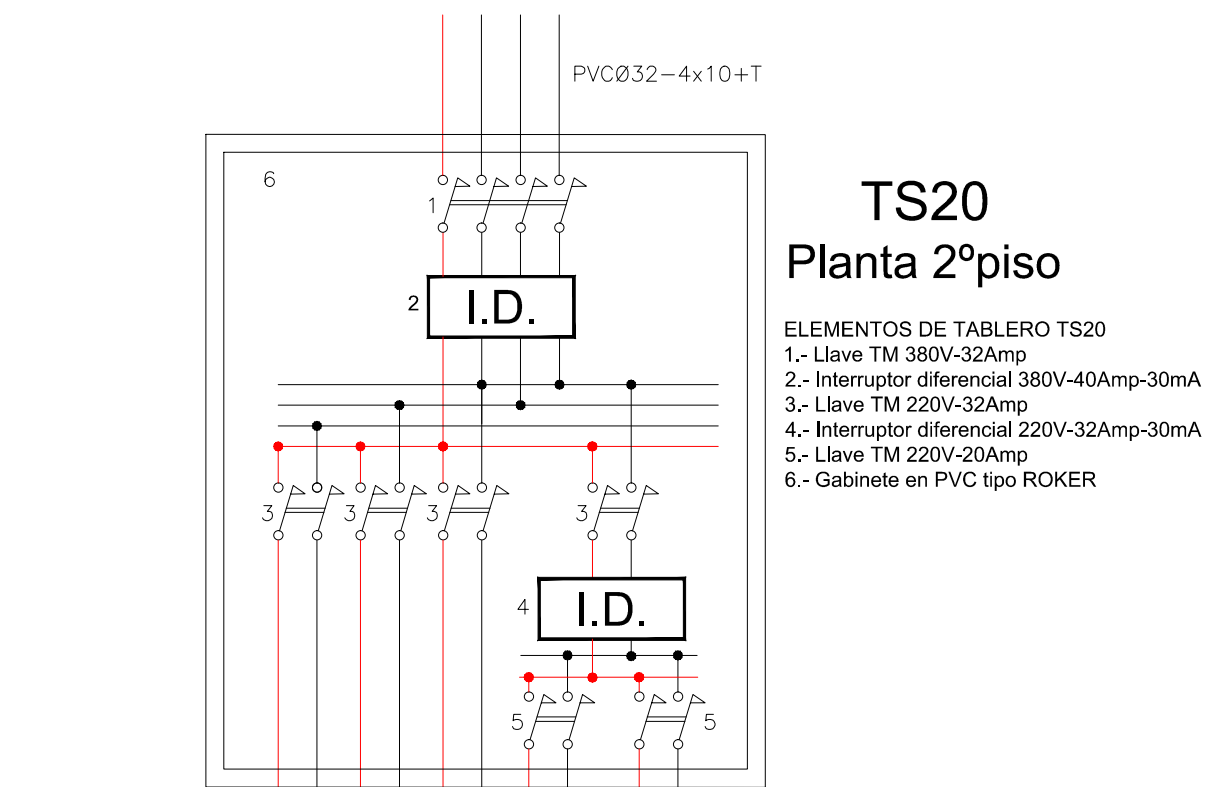 PVCØ32-4x10+T
6
1
TS20
Planta 2ºpiso
2
I.D.
ELEMENTOS DE TABLERO TS20
1.- Llave TM 380V-32Amp
2.- Interruptor diferencial 380V-40Amp-30mA
3.- Llave TM 220V-32Amp
4.- Interruptor diferencial 220V-32Amp-30mA
5.- Llave TM 220V-20Amp
6.- Gabinete en PVC tipo ROKER
3 3 3 3
4
I.D.
5 5